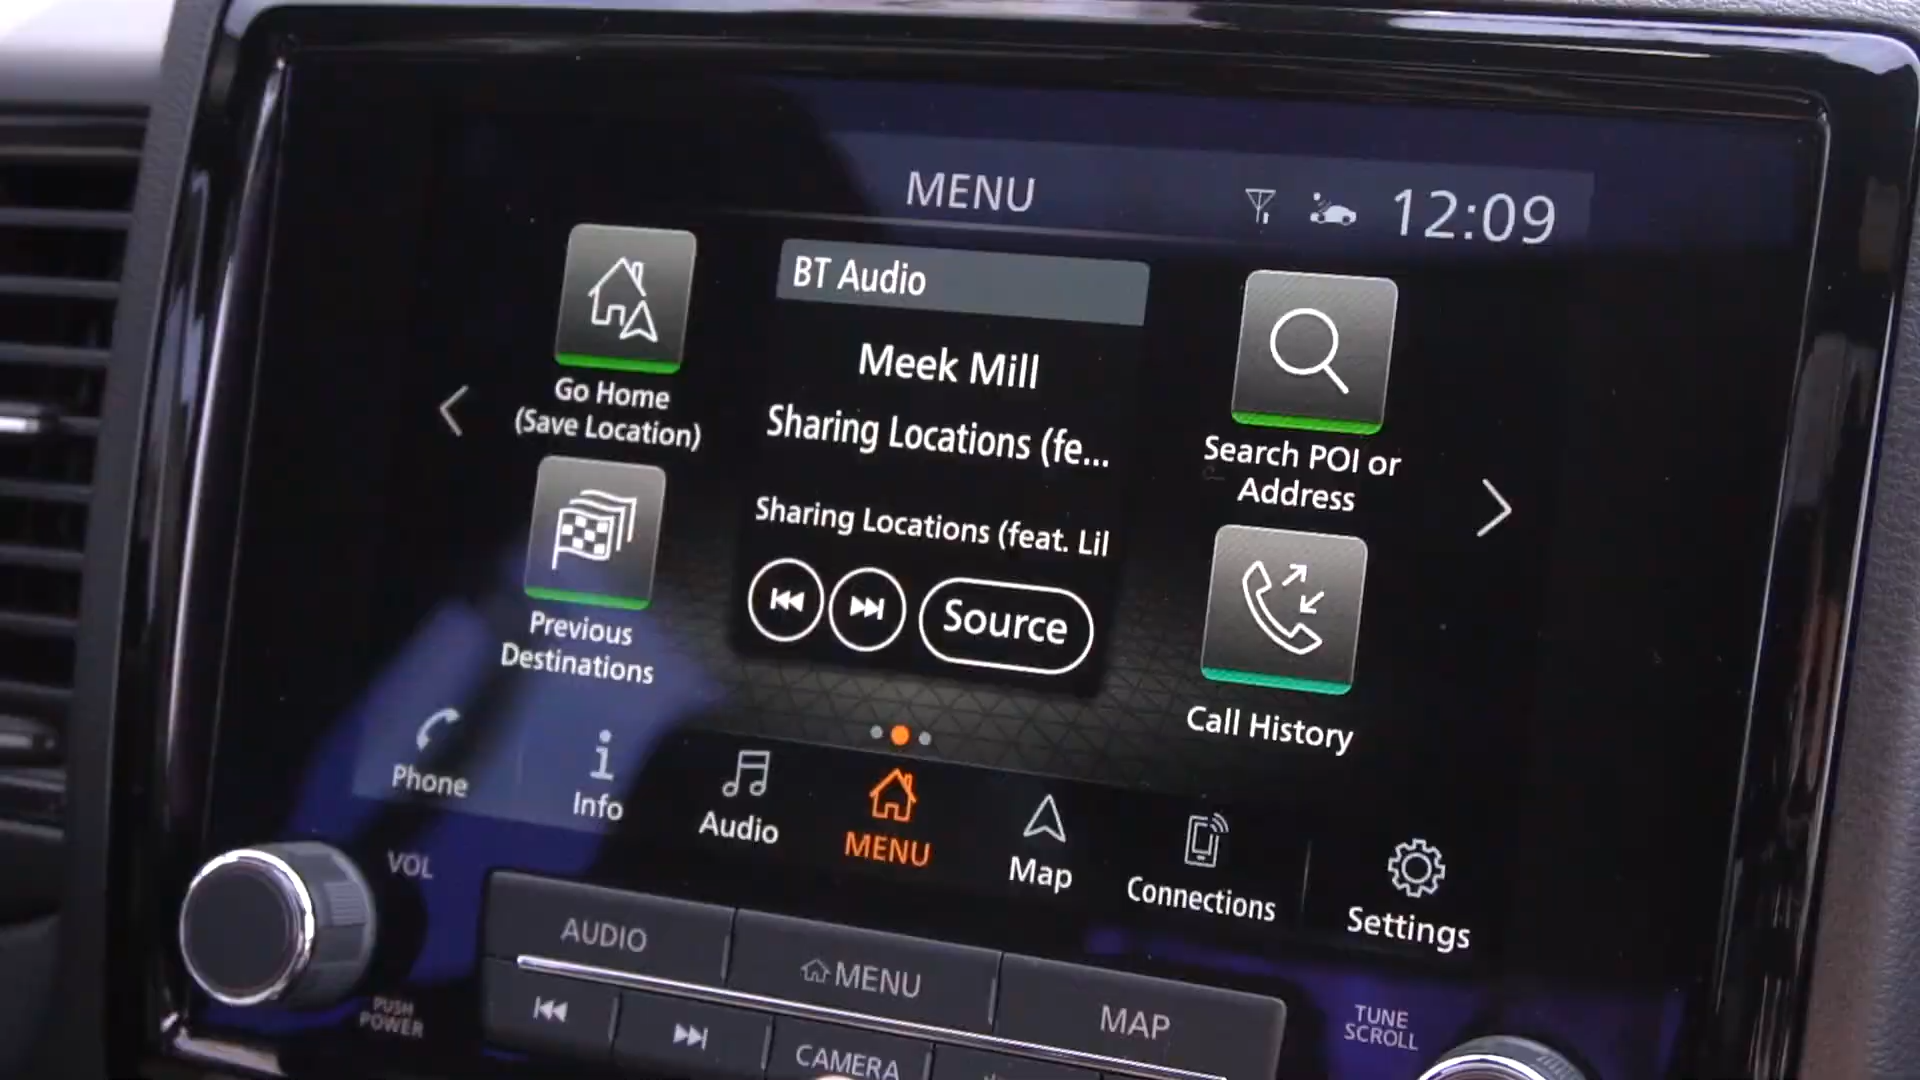 MENU
12:09
BT Audio
Meek Mill
Sharing Locations (fe...
Sharing Locations (feat. Lil
Source
Go Home
(Save Location)
Previous
Destinations
Search POI or
Address
Call History
Phone
Info
Audio
MENU
Map
Connections
Settings
VOL
PUSH
POWER
AUDIO
MENU
MAP
CAMERA
TUNE
SCROLL